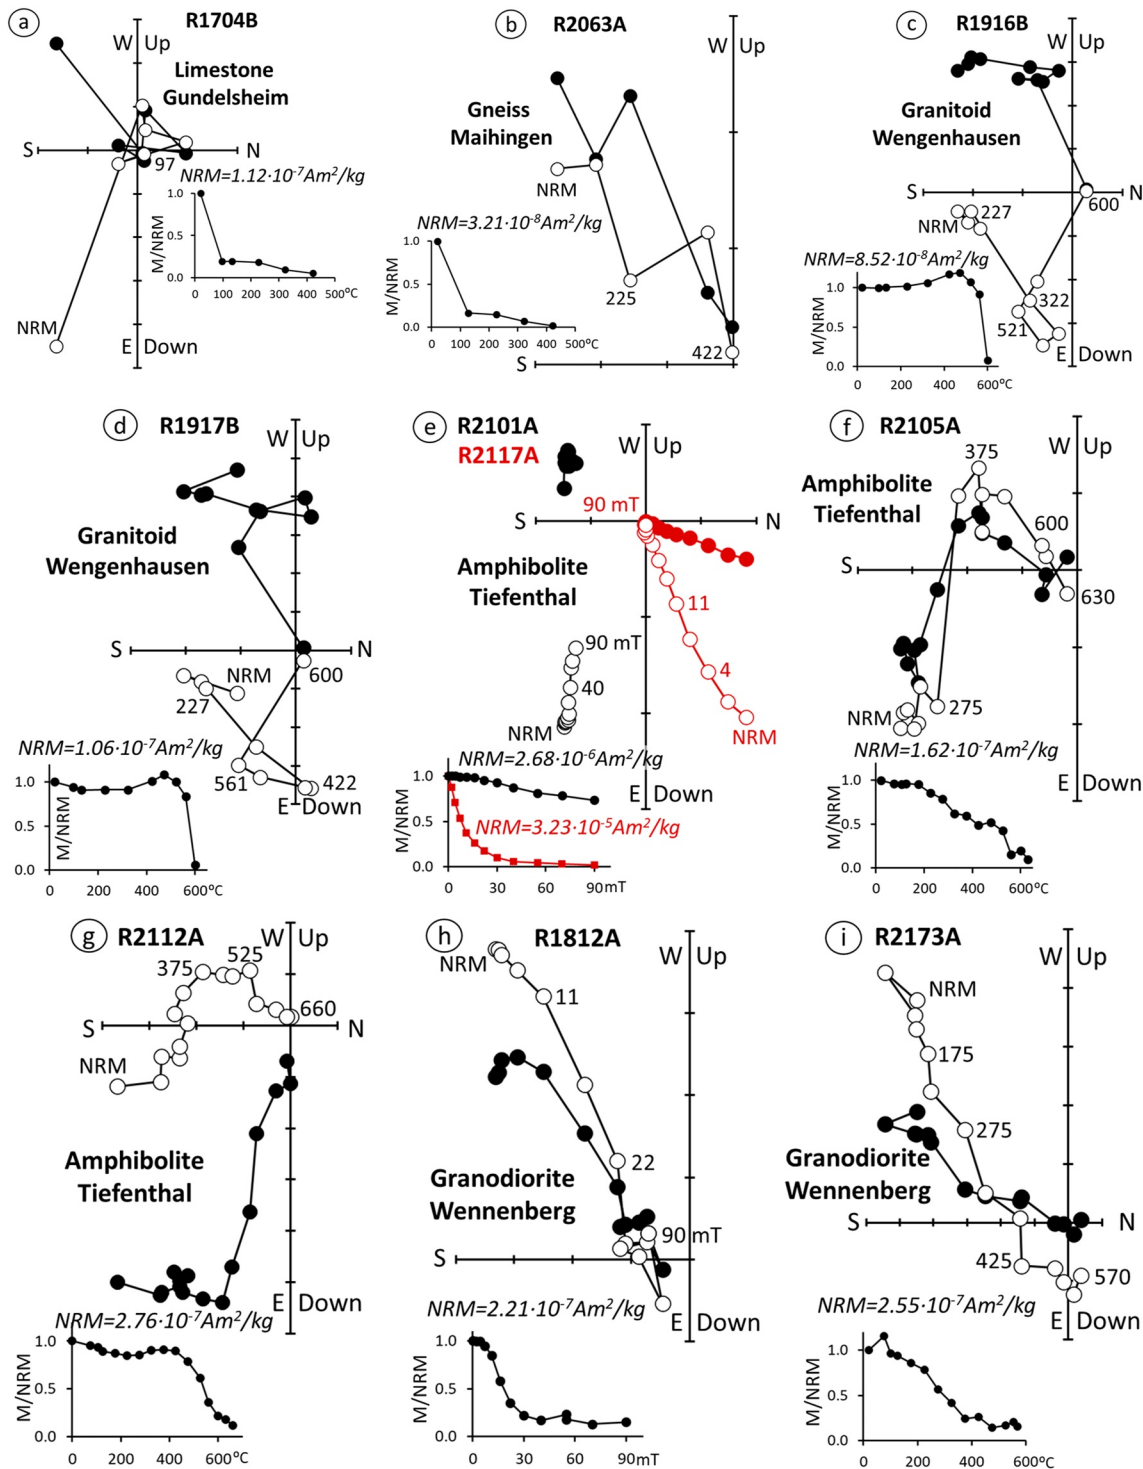 a
R1704B
W Up
Limestone
Gundelsheim
S
N
97
NRM=1.12·10-7Am2/kg
NRM
E Down
M/NRM
1.0
0.5
0.0
0 100 200 300 400 500ºC
b
R2063A
W Up
Gneiss
Maihingen
NRM
NRM=3.21·10-8Am2/kg
225
422
S
M/NRM
1.0
0.5
0.0
0 100 200 300 400 500ºC
c
R1916B
W Up
Granitoid
Wengenhausen
S
N
600
227
NRM
NRM=8.52·10-8Am2/kg
322
521
E Down
M/NRM
1.0
0.5
0.0
0 200 400 600ºC
d
R1917B
W Up
Granitoid
Wengenhausen
S
N
600
NRM
227
NRM=1.06·10-7Am2/kg
561
422
E Down
M/NRM
1.0
0.5
0.0
0 200 400 600ºC
e
R2101A
R2117A
W Up
90 mT
S
N
Amphibolite
Tiefenthal
11
90 mT
4
40
NRM
NRM
NRM=2.68·10-6Am2/kg
E Down
NRM=3.23·10-5Am2/kg
M/NRM
1.0
0.5
0.0
0 30 60 90mT
f
R2105A
W Up
375
Amphibolite
Tiefenthal
600
S
N
630
275
NRM
NRM=1.62·10-7Am2/kg
E Down
M/NRM
1.0
0.5
0.0
0 200 400 600ºC
g
R2112A
W Up
525
375
660
S
N
NRM
Amphibolite
Tiefenthal
E Down
NRM=2.76·10-7Am2/kg
M/NRM
1.0
0.5
0.0
0 200 400 600ºC
h
R1812A
W Up
NRM
11
22
Granodiorite
Wennenberg
90 mT
S
NRM=2.21·10-7Am2/kg
E Down
M/NRM
1.0
0.5
0.0
0 30 60 90mT
i
R2173A
W Up
NRM
175
275
Granodiorite
Wennenberg
S
N
425
570
NRM=2.55·10-7Am2/kg
E Down
M/NRM
1.0
0.5
0.0
0 200 400 600ºC